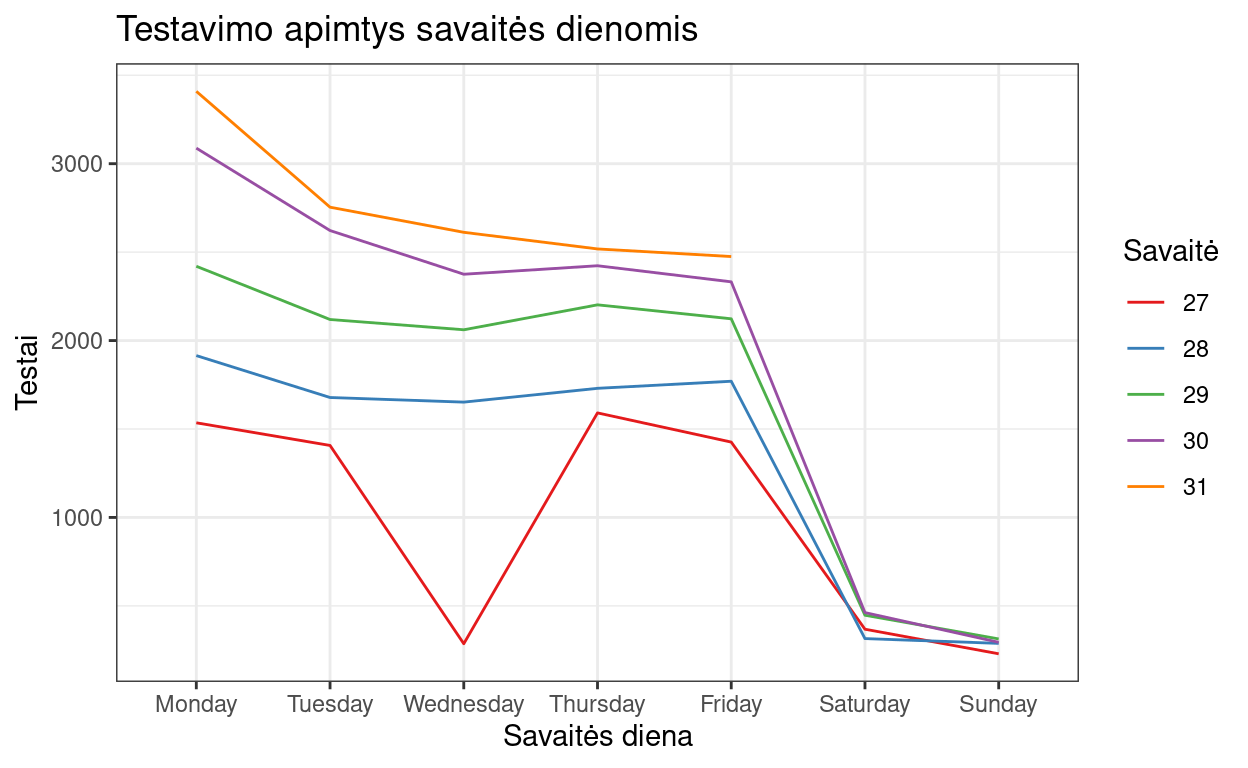 Testavimo apimtys savaitės dienomis
Testai
3000
2000
1000
Monday Tuesday Wednesday Thursday Friday Saturday Sunday
Savaitės diena
Savaitė
27
28
29
30
31